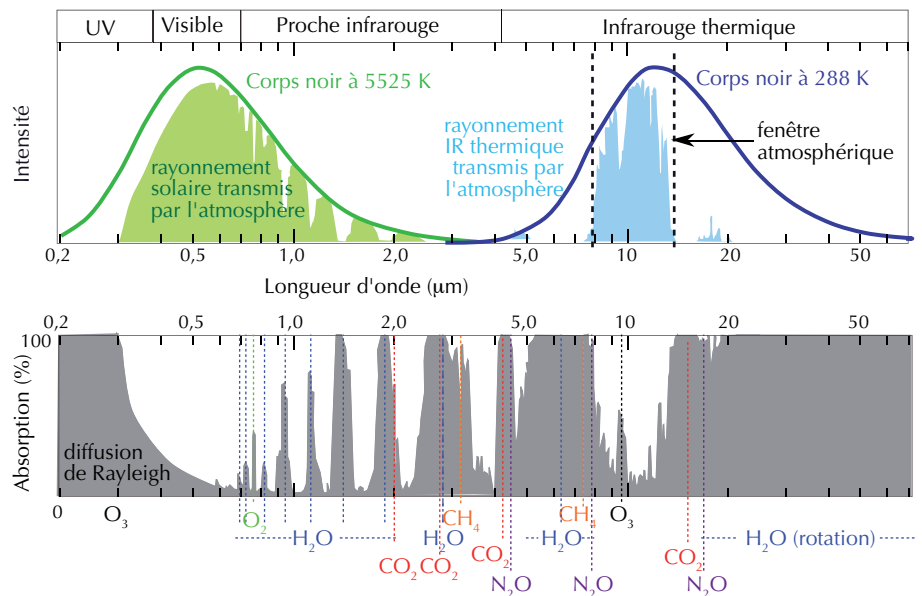 UV Visible Proche infrarouge Infrarouge thermique
Intensité
Corps noir à 5525 K
Corps noir à 288 K
rayonnement
solaire transmis
par l'atmosphère
rayonnement
IR thermique
transmis par
l'atmosphère
fenêtre
atmosphérique
0,2 0,5 1,0 2,0 5,0 10 20 50
Longueur d'onde (µm)
0,2 0,5 1,0 2,0 5,0 10 20 50
100
Absorption (%)
diffusion
de Rayleigh
0
O₃ O₂ CH₄ CH₄ O₃
H₂O H₂O H₂O H₂O (rotation)
CO₂ CO₂ CO₂ CO₂
N₂O N₂O N₂O